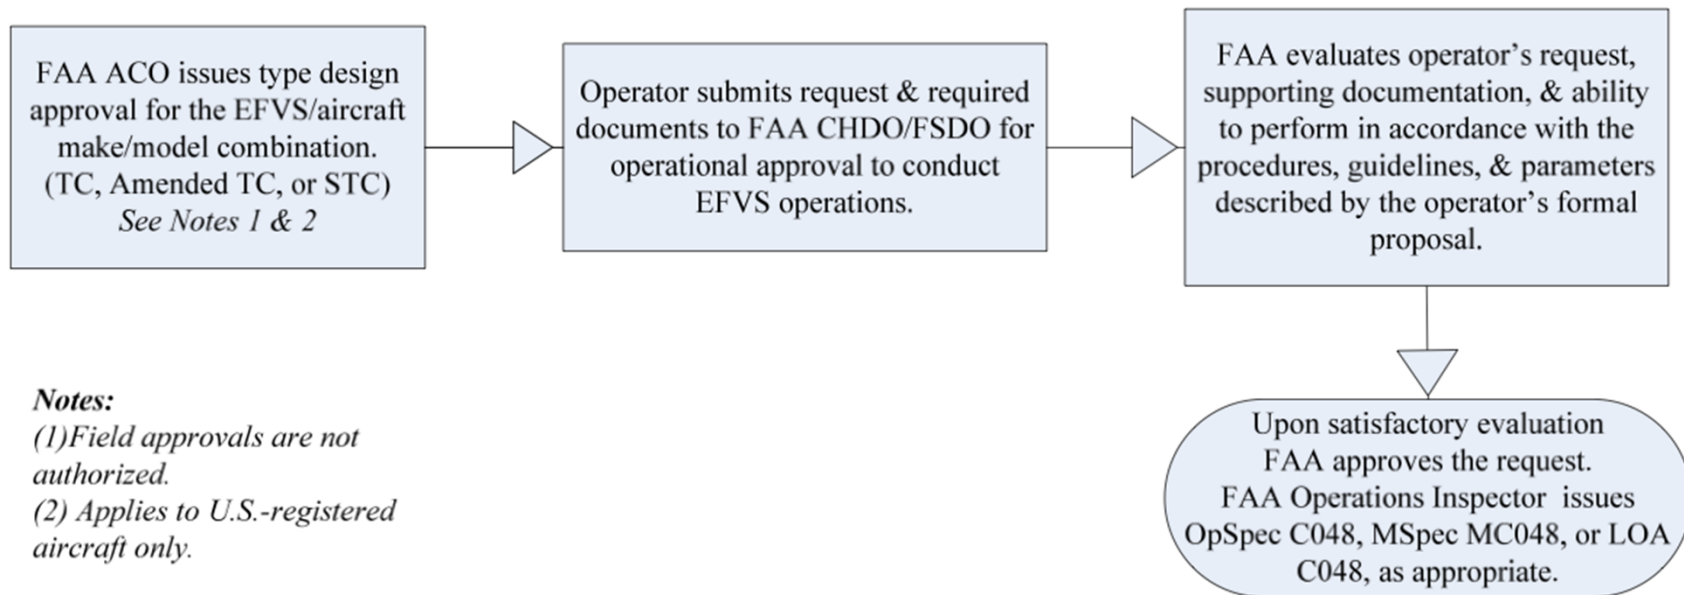 FAA ACO issues type design
approval for the EFVS/aircraft
make/model combination.
(TC, Amended TC, or STC)
See Notes 1 & 2
Operator submits request & required
documents to FAA CHDO/FSDO for
operational approval to conduct
EFVS operations.
FAA evaluates operator’s request,
supporting documentation, & ability
to perform in accordance with the
procedures, guidelines, & parameters
described by the operator’s formal
proposal.
Upon satisfactory evaluation
FAA approves the request.
FAA Operations Inspector issues
OpSpec C048, MSpec MC048, or LOA
C048, as appropriate.
Notes:
(1)Field approvals are not
authorized.
(2) Applies to U.S.-registered
aircraft only.